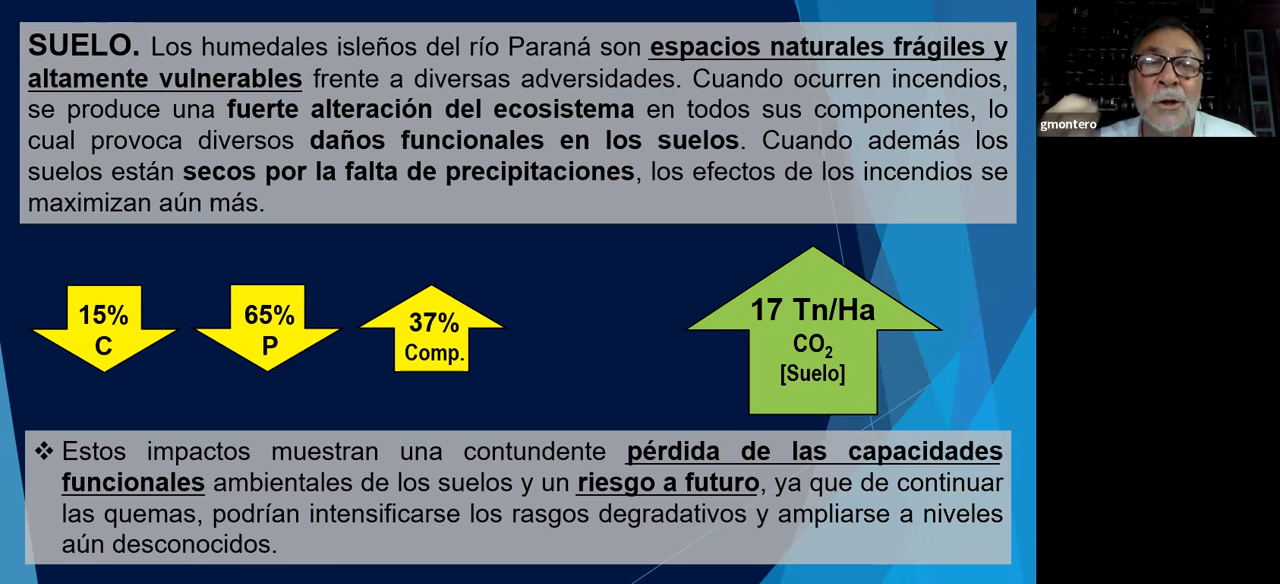 SUELO. Los humedales isleños del río Paraná son espacios naturales frágiles y
altamente vulnerables frente a diversas adversidades. Cuando ocurren incendios,
se produce una fuerte alteración del ecosistema en todos sus componentes, lo
cual provoca diversos daños funcionales en los suelos. Cuando además los
suelos están secos por la falta de precipitaciones, los efectos de los incendios se
maximizan aún más.
gmontero
15%
C
65%
P
37%
Comp.
17 Tn/Ha
CO₂
[Suelo]
❖ Estos impactos muestran una contundente pérdida de las capacidades
funcionales ambientales de los suelos y un riesgo a futuro, ya que de continuar
las quemas, podrían intensificarse los rasgos degradativos y ampliarse a niveles
aún desconocidos.